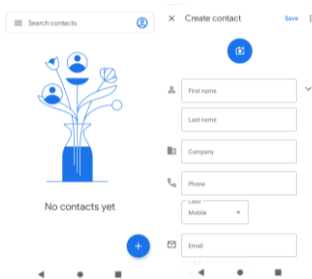 Search contacts
No contacts yet
Create contact
Save
First name
Last name
Company
Phone
Label
Mobile
Email